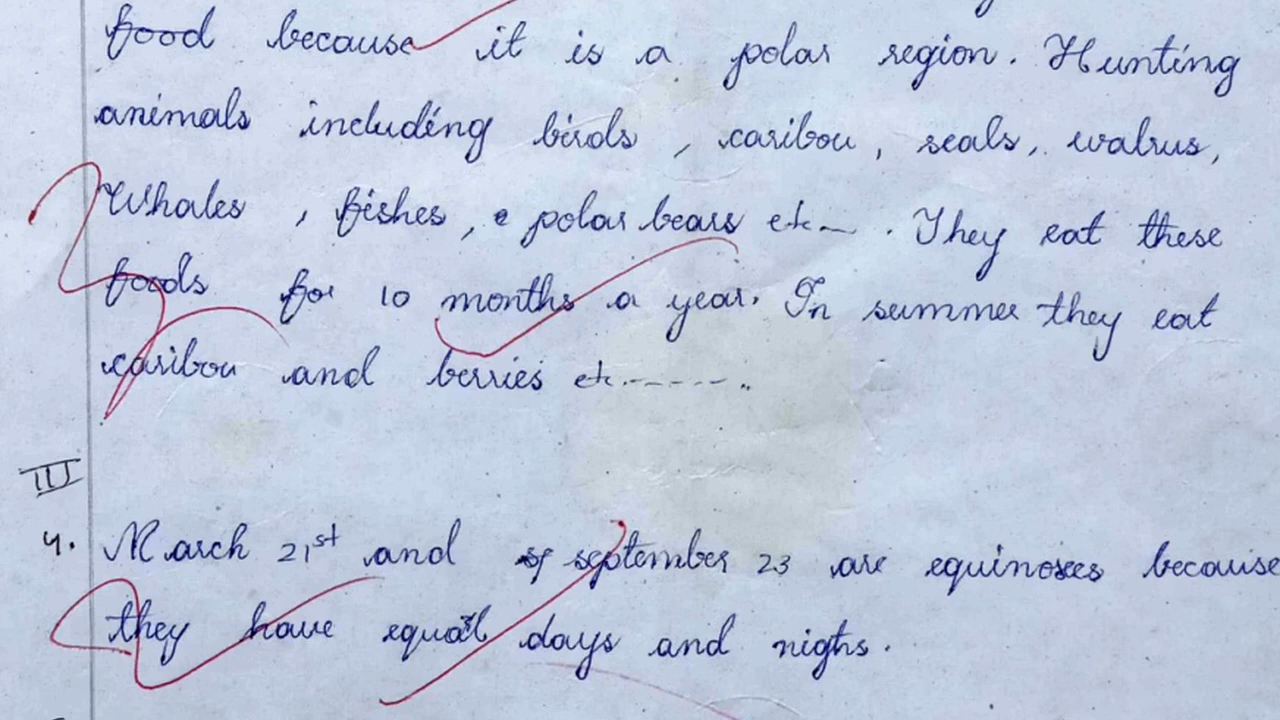 food because it is a polar region. Hunting
animals including birds , caribou, seals, walrus,
Whales , fishes, polar bears etc . They eat these
foods for 10 months a year. In summer they eat
caribou and berries etc.------..
III
4. March 21st and september 23 are equinoxes because
they have equal days and nighs.